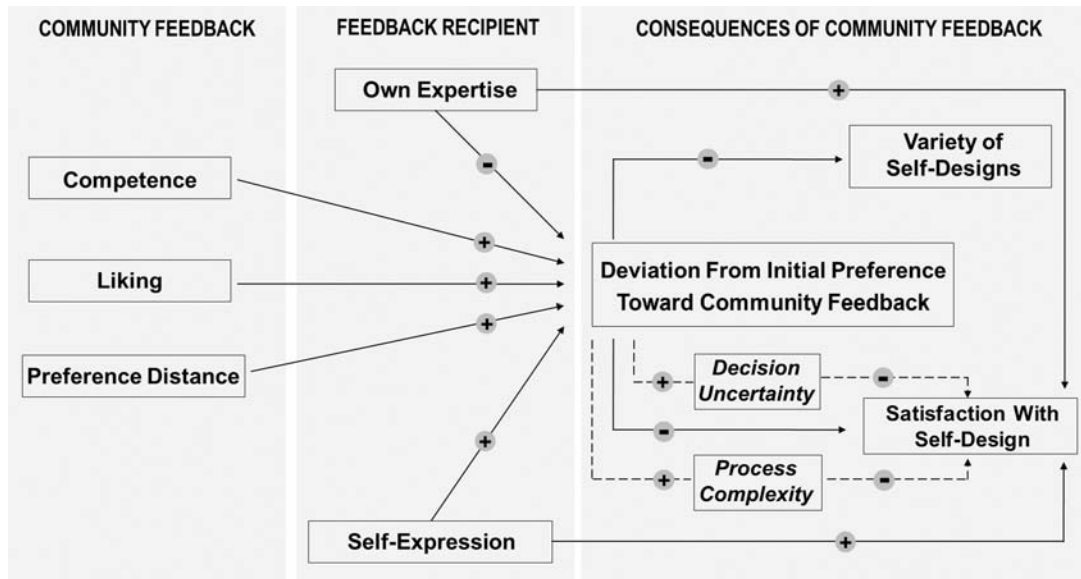 COMMUNITY FEEDBACK
FEEDBACK RECIPIENT
CONSEQUENCES OF COMMUNITY FEEDBACK
Own Expertise
+
-
Variety of
Self-Designs
-
Competence
+
Liking
+
Deviation From Initial Preference
Toward Community Feedback
+
Preference Distance
+
Decision
Uncertainty
-
Satisfaction With
Self-Design
-
+
+
Process
Complexity
-
Self-Expression
+